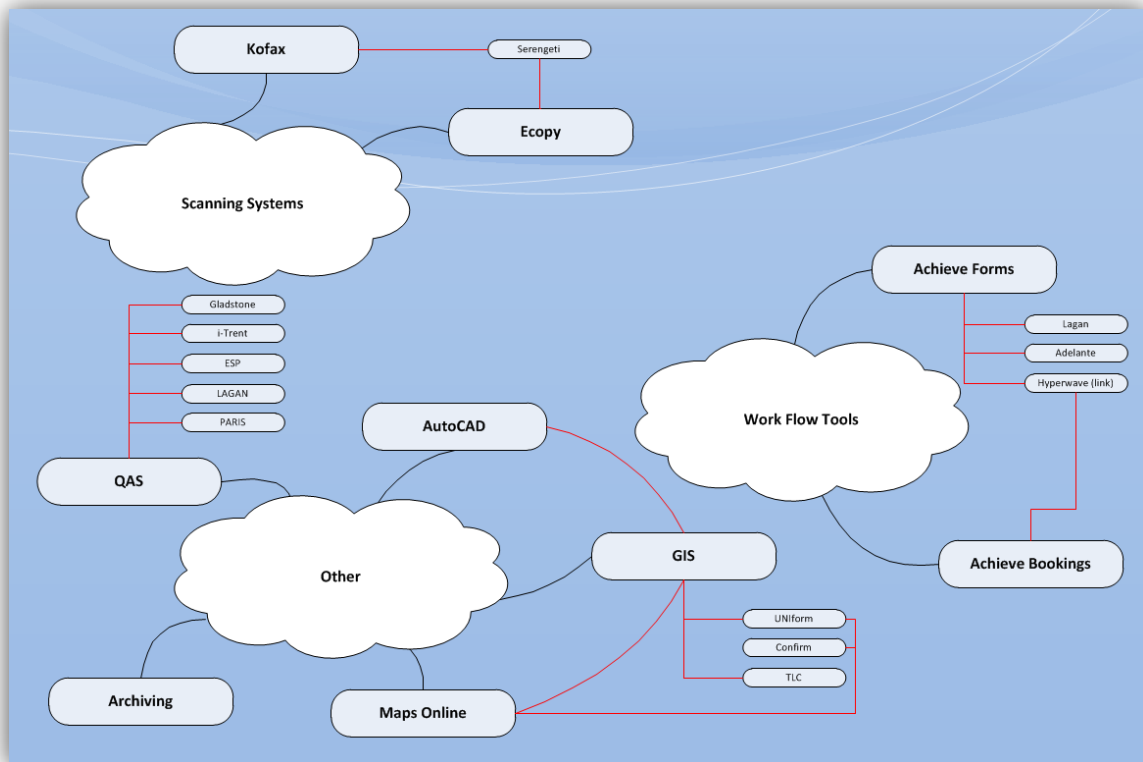 Kofax
Serengeti
Ecopy
Scanning Systems
Achieve Forms
Gladstone
i-Trent
ESP
LAGAN
PARIS
Lagan
Adelante
Hyperwave (link)
AutoCAD
Work Flow Tools
QAS
GIS
Achieve Bookings
Other
UNIform
Confirm
TLC
Archiving
Maps Online